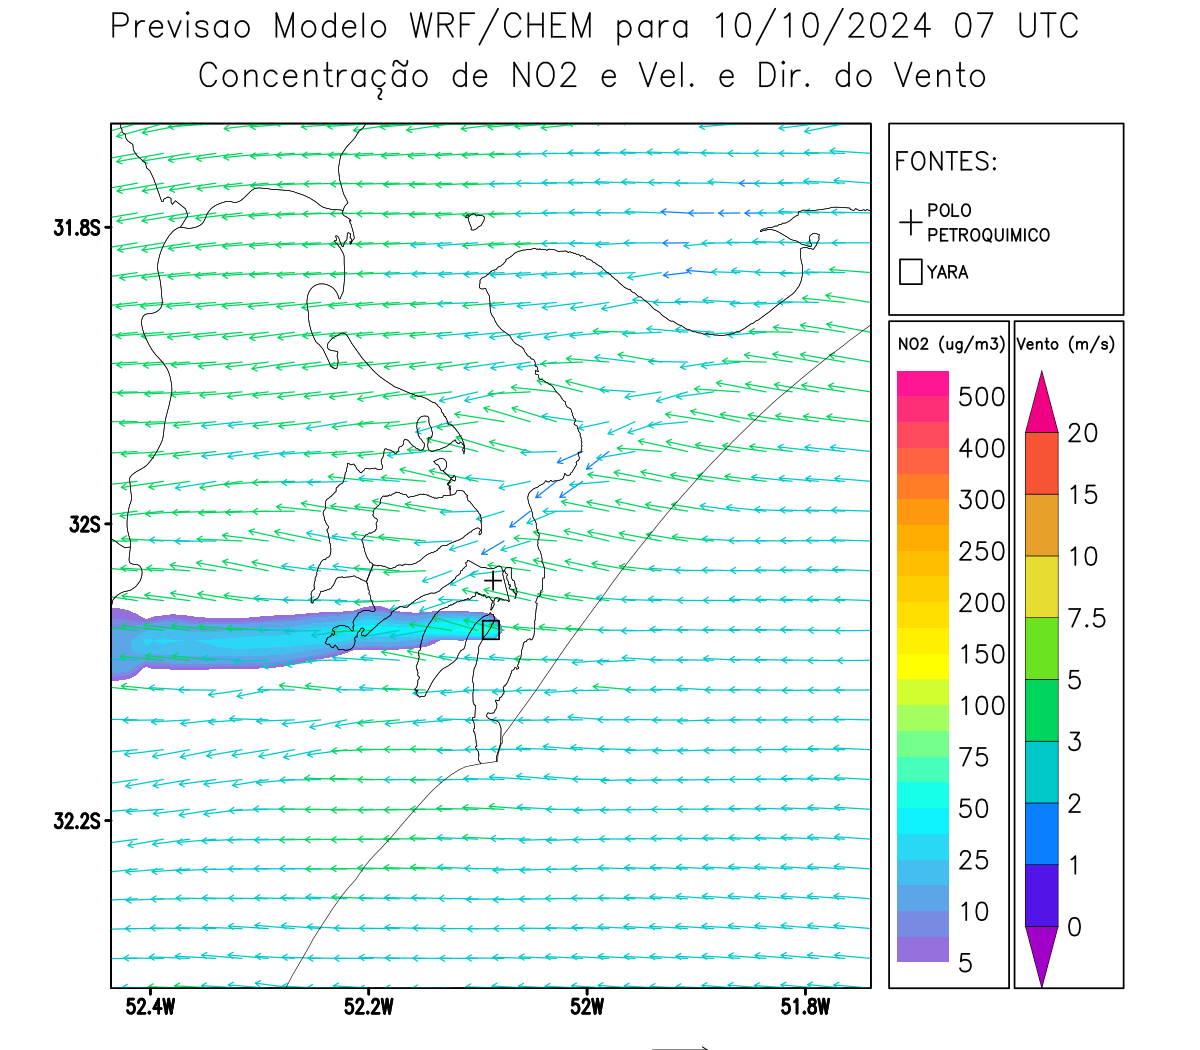 Previsao Modelo WRF/CHEM para 10/10/2024 07 UTC
Concentração de NO2 e Vel. e Dir. do Vento
FONTES:
POLO
PETROQUIMICO
YARA
31.8S
32S
32.2S
52.4W
52.2W
52W
51.8W
NO2 (ug/m3)
500
400
300
250
200
150
100
75
50
25
10
5
Vento (m/s)
20
15
10
7.5
5
3
2
1
0